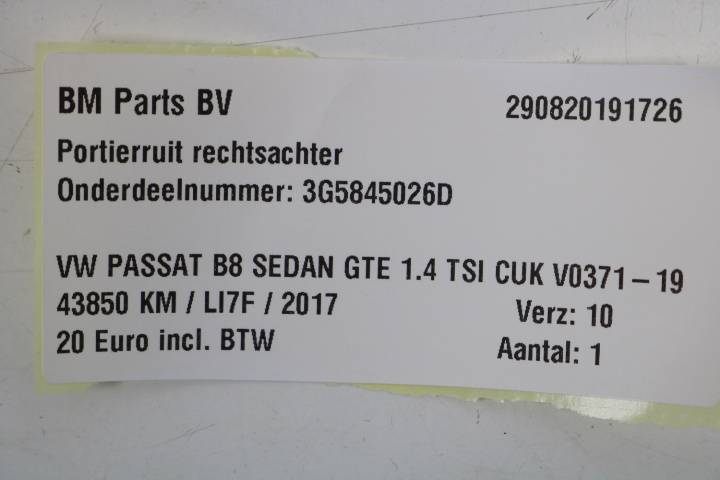 BM Parts BV 290820191726
Portierruit rechtsachter
Onderdeelnummer: 3G5845026D
VW PASSAT B8 SEDAN GTE 1.4 TSI CUK V0371-19
43850 KM / LI7F / 2017 Verz: 10
20 Euro incl. BTW Aantal: 1